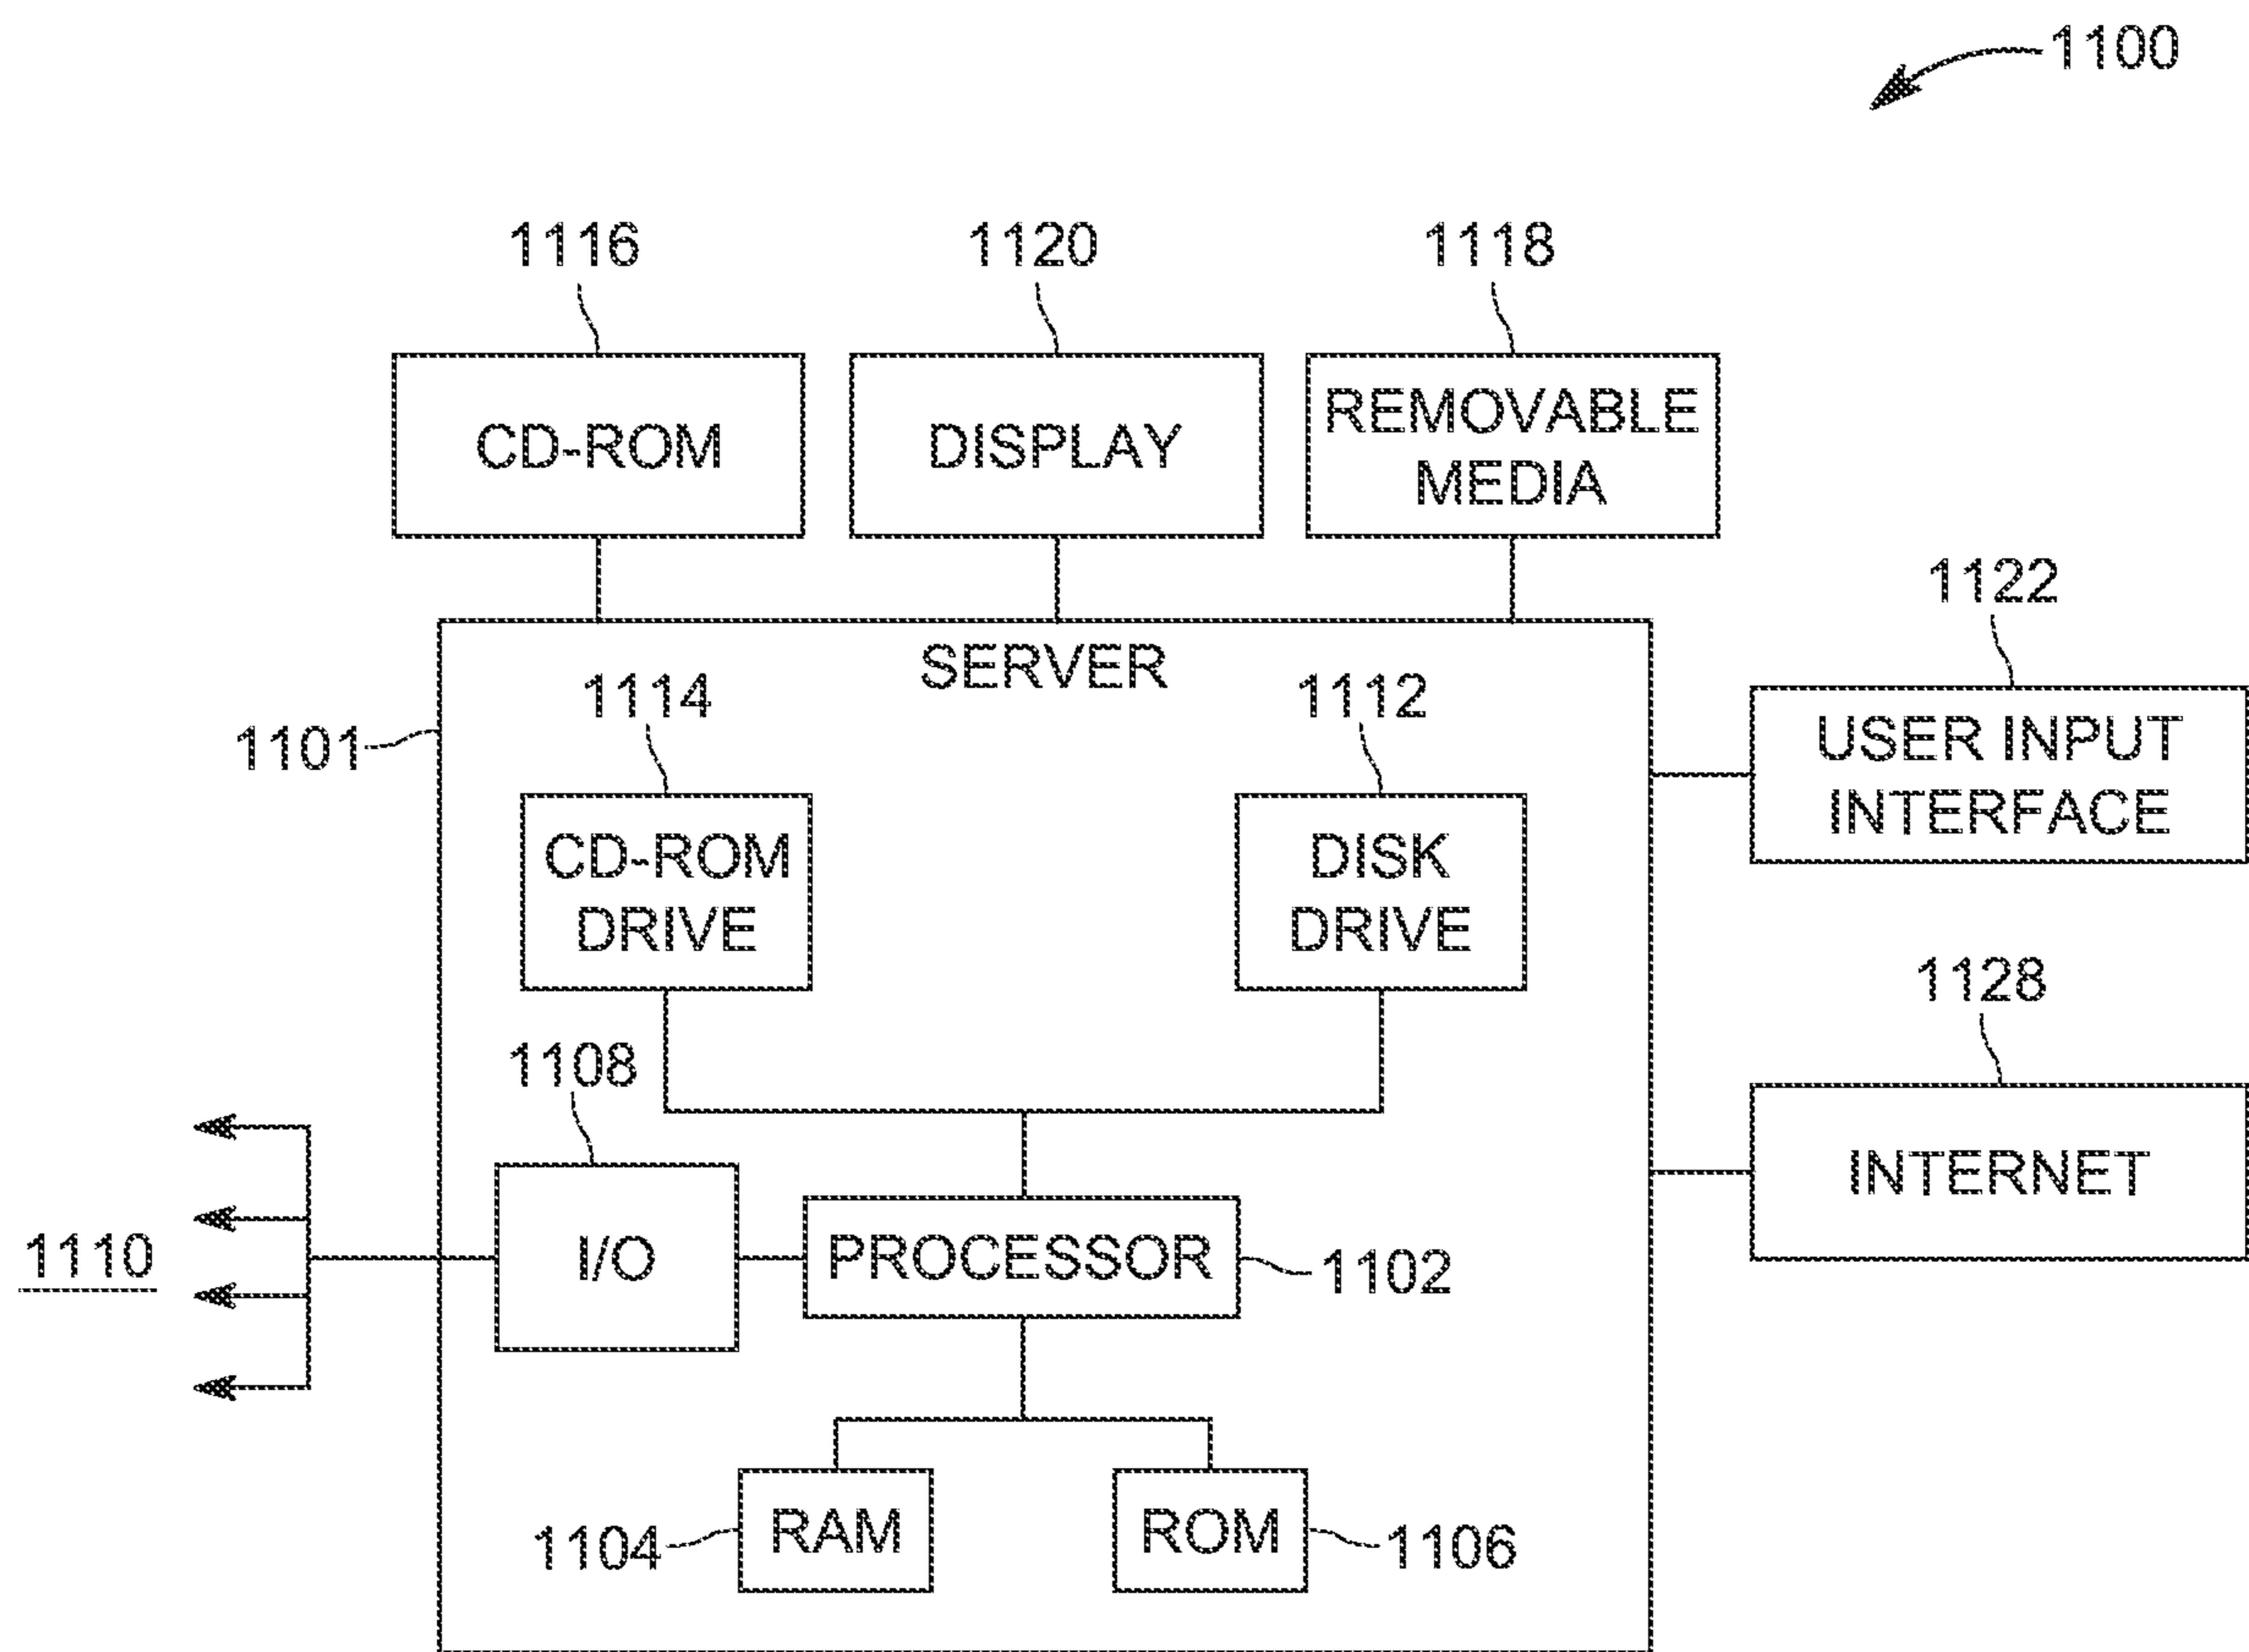 1100
1116
1120
1118
CD-ROM
DISPLAY
REMOVABLE
MEDIA
1122
SERVER
1114
1112
1101
USER INPUT
INTERFACE
CD-ROM
DRIVE
DISK
DRIVE
1128
1108
INTERNET
1110
I/O
PROCESSOR
1102
1104
RAM
ROM
1106